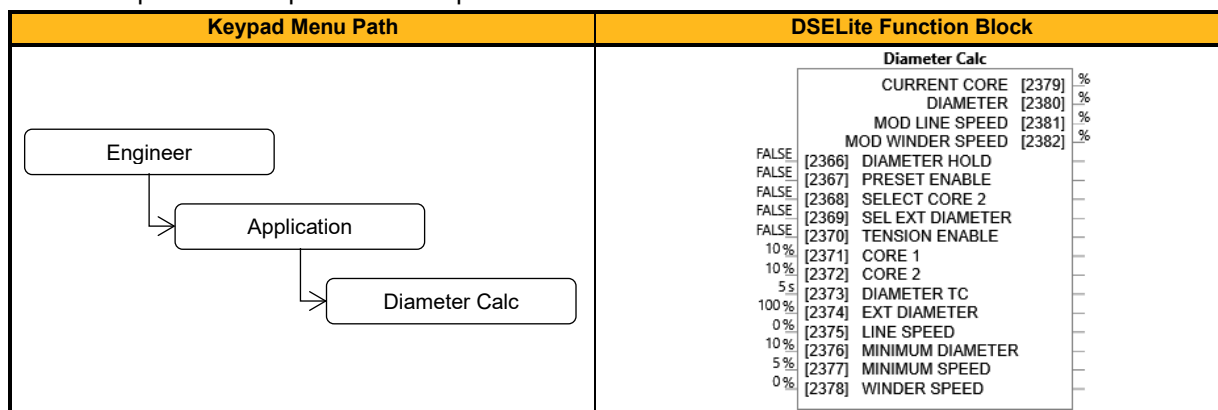 Keypad Menu Path
DSELite Function Block
Engineer
Application
Diameter Calc
Diameter Calc
CURRENT CORE [2379] %
DIAMETER [2380] %
MOD LINE SPEED [2381] %
MOD WINDER SPEED [2382] %
FALSE [2366] DIAMETER HOLD
FALSE [2367] PRESET ENABLE
FALSE [2368] SELECT CORE 2
FALSE [2369] SEL EXT DIAMETER
FALSE [2370] TENSION ENABLE
10% [2371] CORE 1
10% [2372] CORE 2
5s [2373] DIAMETER TC
100% [2374] EXT DIAMETER
0% [2375] LINE SPEED
10% [2376] MINIMUM DIAMETER
5% [2377] MINIMUM SPEED
0% [2378] WINDER SPEED